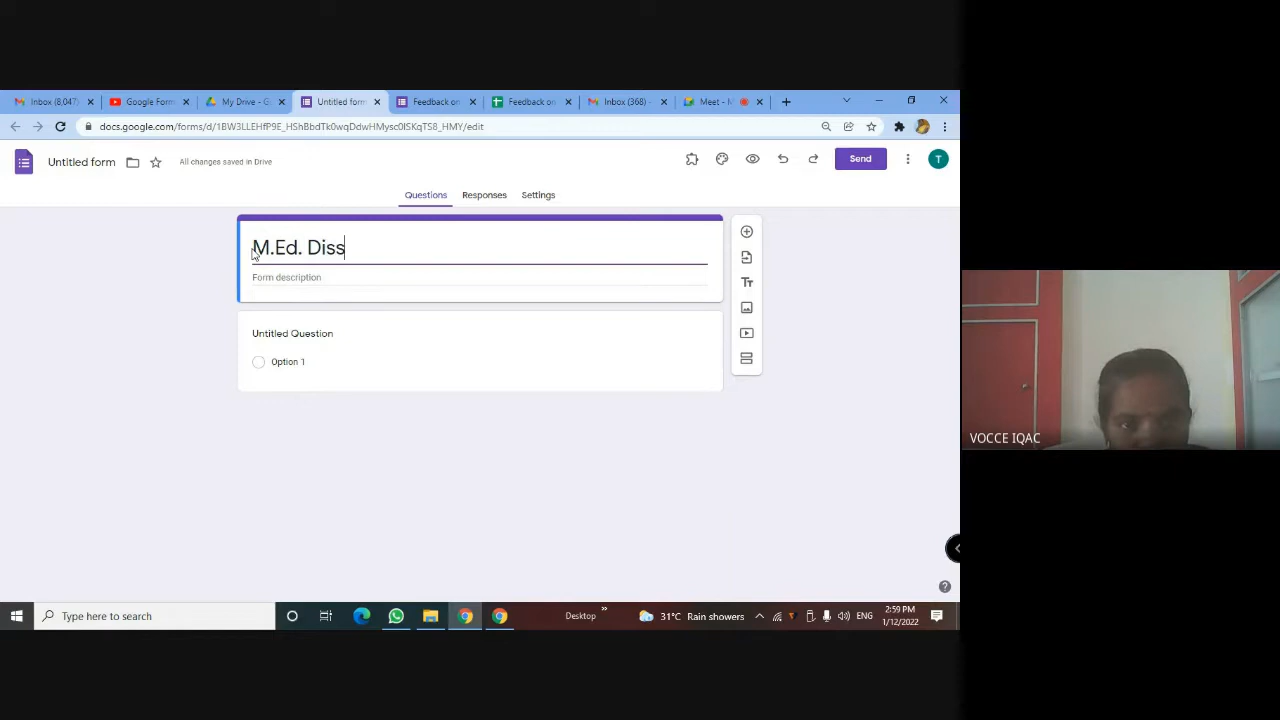 Inbox (8,047)
Google Form
My Drive - G
Untitled form
Feedback on
Feedback on
Inbox (368) -
Meet - M
docs.google.com/forms/d/1BW3LLEHfP9E_HShBbdTk0wqDdwHMysc0lSKqTS8_HMY/edit
Untitled form
All changes saved in Drive
Send
T
Questions
Responses
Settings
M.Ed. Diss
Form description
Untitled Question
Option 1
VOCCE IQAC
Type here to search
Desktop
31°C Rain showers
ENG
2:59 PM
1/12/2022